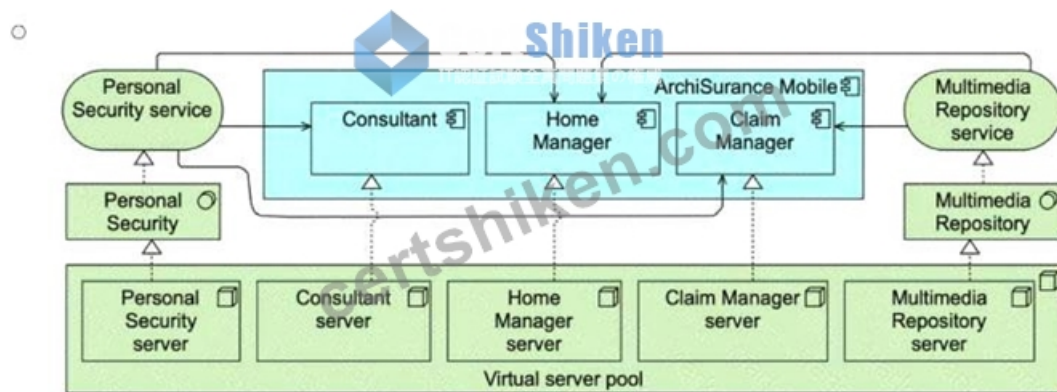 Shiken
Personal
Security service
ArchiSurance Mobile
Multimedia
Repository
service
Consultant
Home
Manager
Claim
Manager
Personal
Security
Multimedia
Repository
certshiken.com
Personal
Security
server
Consultant
server
Home
Manager
server
Claim Manager
server
Multimedia
Repository
server
Virtual server pool